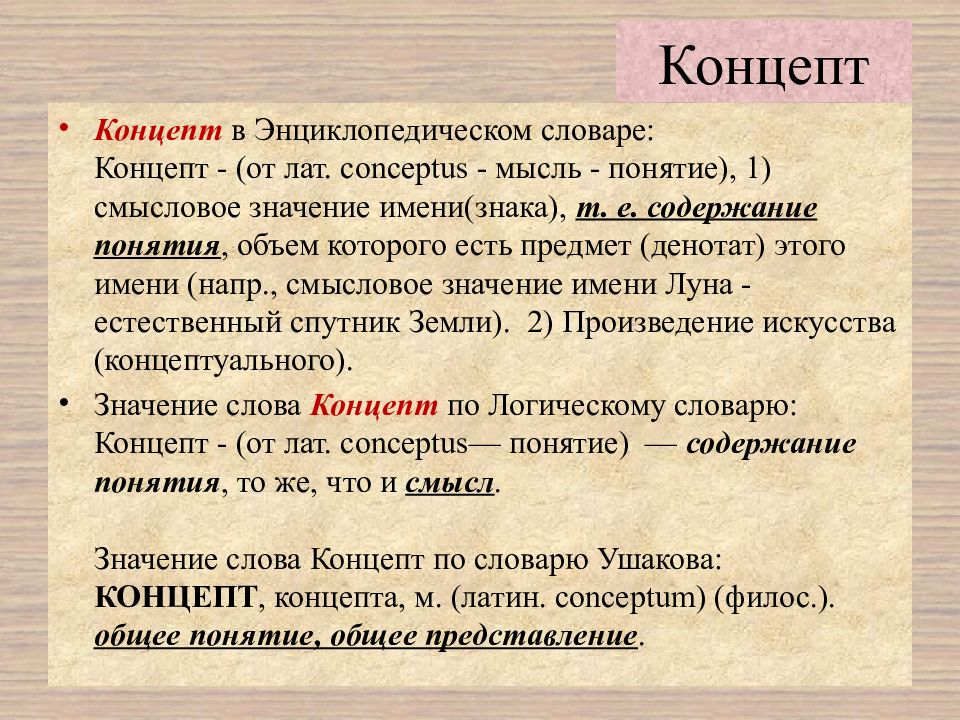 Концепт
• Концепт в Энциклопедическом словаре:
Концепт - (от лат. conceptus - мысль - понятие), 1)
смысловое значение имени(знака), т. е. содержание
понятия, объем которого есть предмет (денотат) этого
имени (напр., смысловое значение имени Луна -
естественный спутник Земли).  2) Произведение искусства
(концептуального).
• Значение слова Концепт по Логическому словарю:
Концепт - (от лат. conceptus— понятие)  — содержание
понятия, то же, что и смысл.
Значение слова Концепт по словарю Ушакова:
КОНЦЕПТ, концепта, м. (латин. conceptum) (филос.).
общее понятие, общее представление.